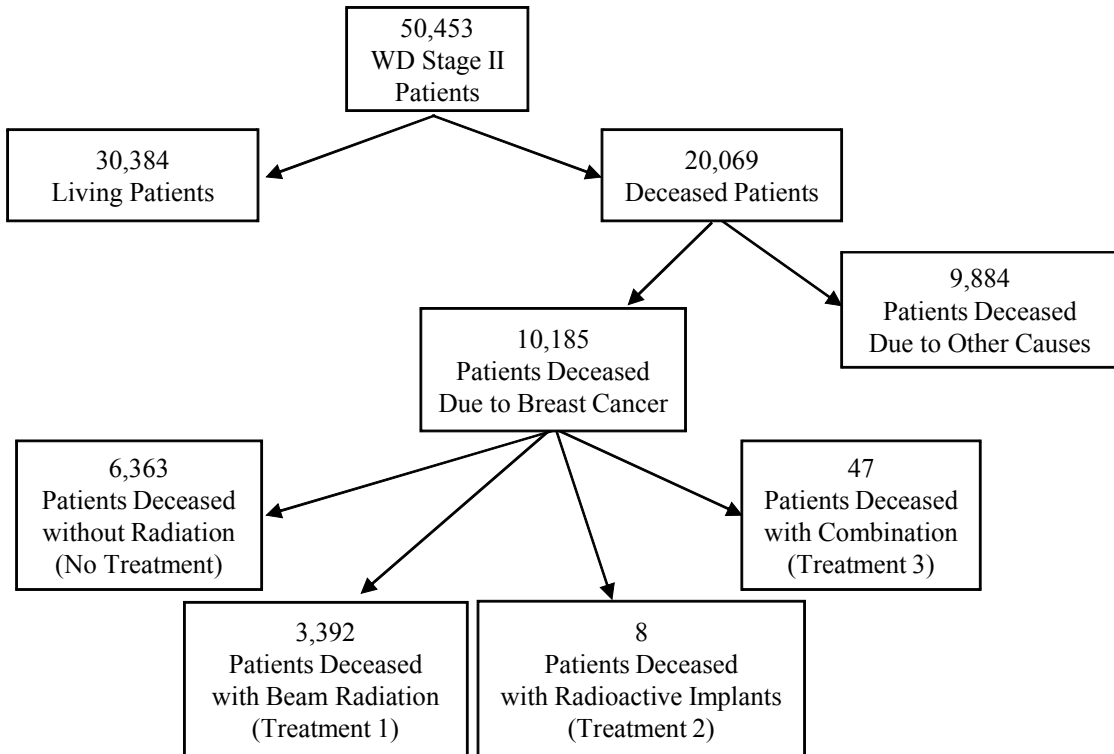 50,453
WD Stage II
Patients
30,384
Living Patients
20,069
Deceased Patients
9,884
Patients Deceased
Due to Other Causes
10,185
Patients Deceased
Due to Breast Cancer
6,363
Patients Deceased
without Radiation
(No Treatment)
47
Patients Deceased
with Combination
(Treatment 3)
3,392
Patients Deceased
with Beam Radiation
(Treatment 1)
8
Patients Deceased
with Radioactive Implants
(Treatment 2)